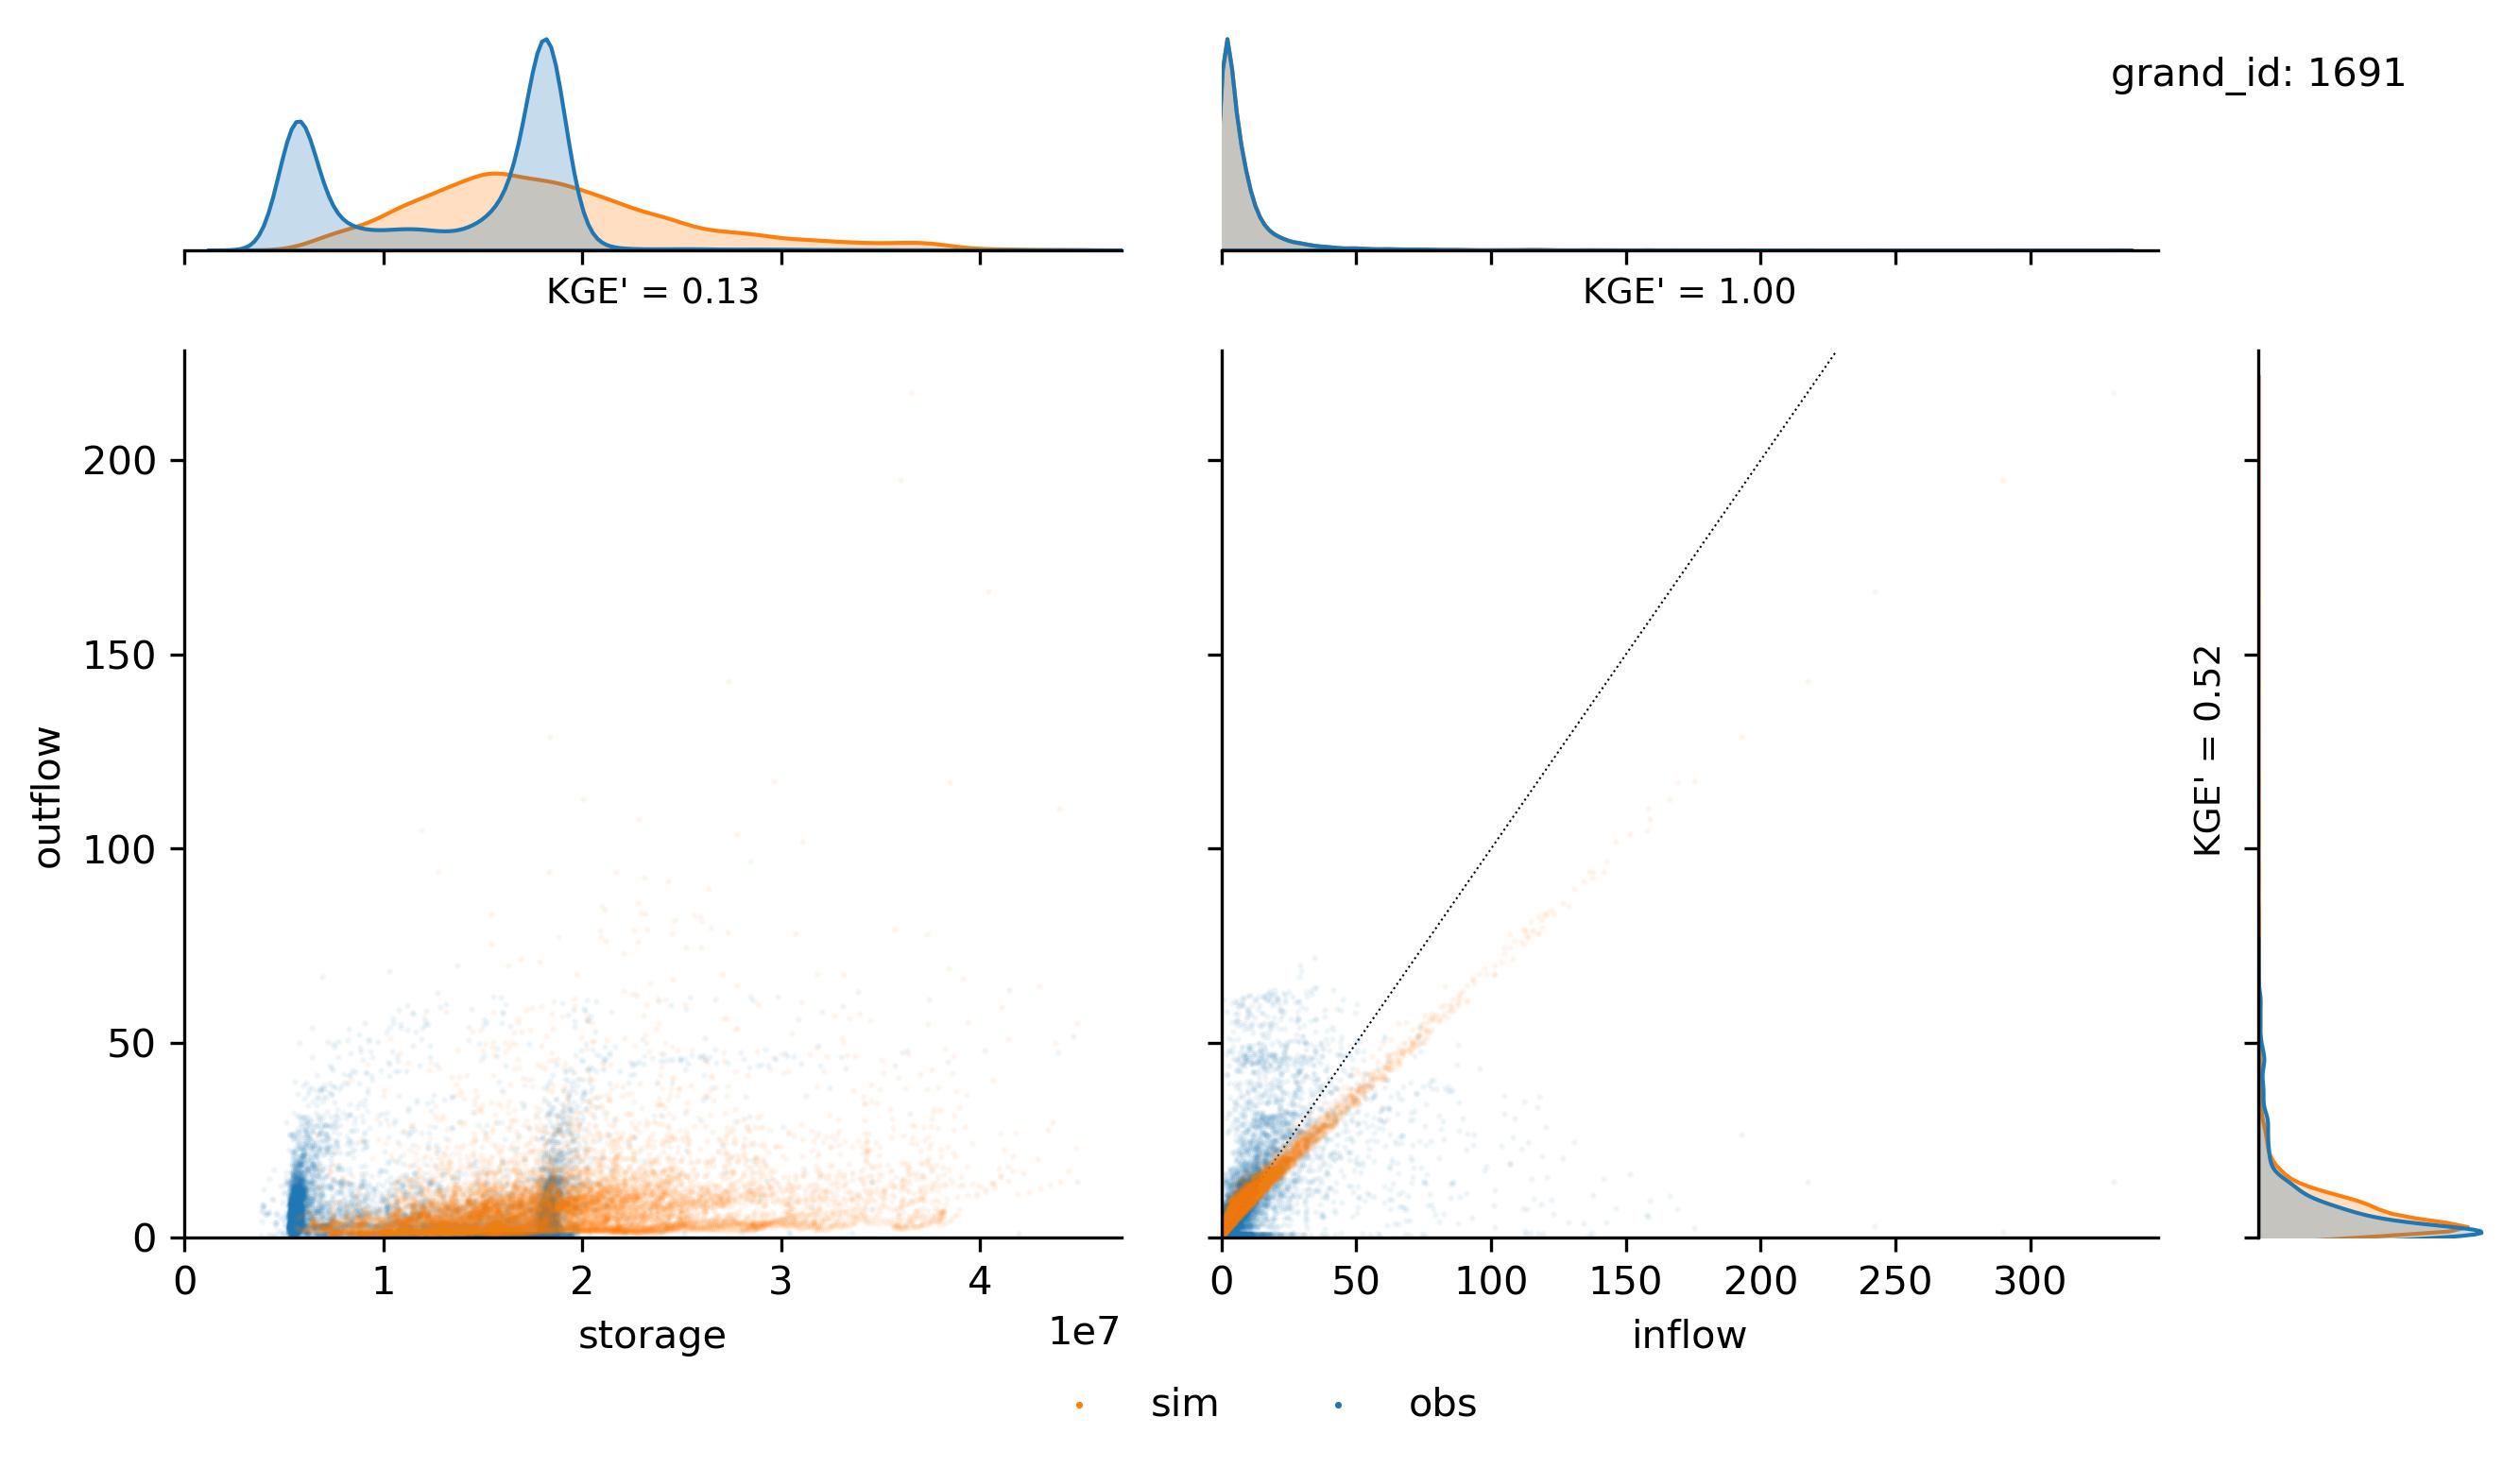 grand_id: 1691
KGE' = 0.13
KGE' = 1.00
200
150
100
50
0
outflow
KGE' = 0.52
0 1 2 3 4
0 50 100 150 200 250 300
storage
1e7
inflow
sim obs